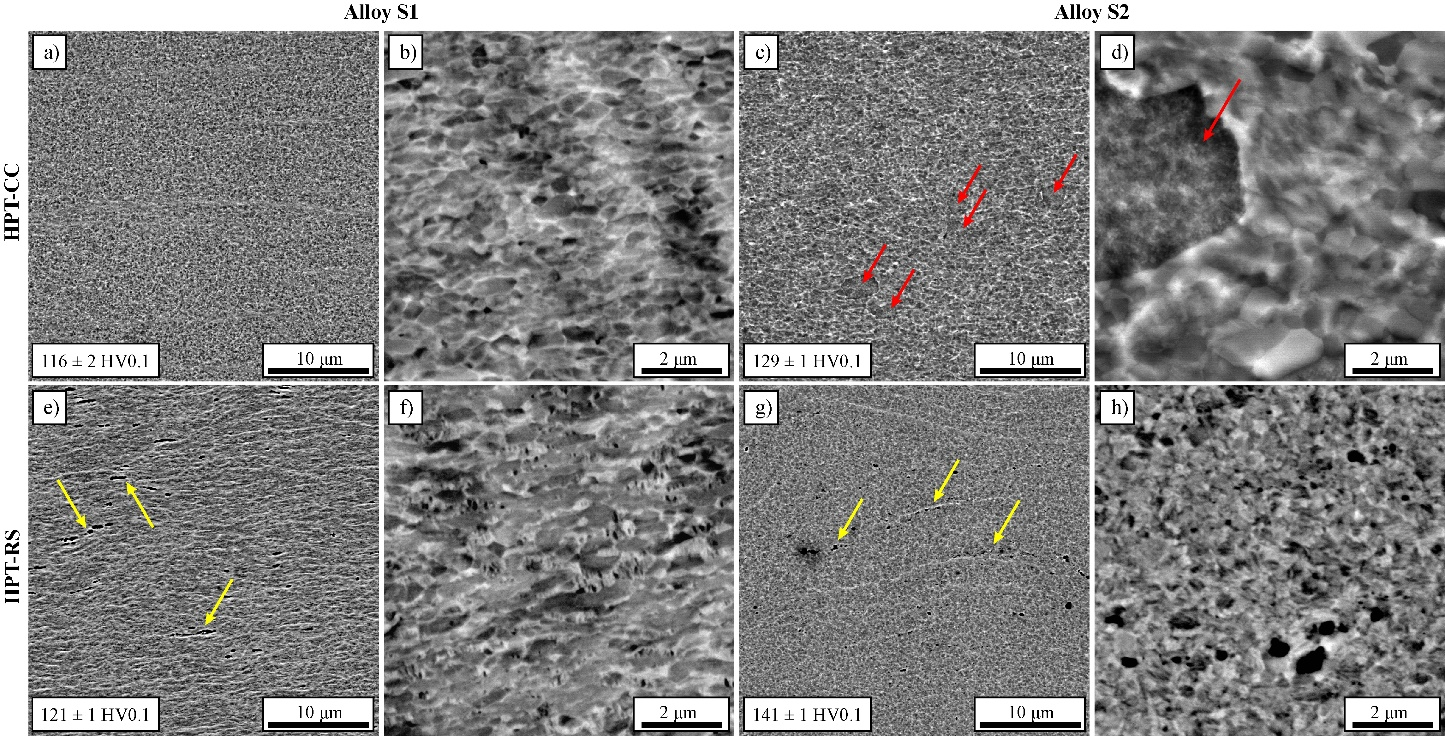 Alloy S1
Alloy S2
HPT-CC
a)
116 ± 2 HV0.1
10 μm
b)
2 μm
c)
129 ± 1 HV0.1
10 μm
d)
2 μm
HPT-RS
e)
121 ± 1 HV0.1
10 μm
f)
2 μm
g)
141 ± 1 HV0.1
10 μm
h)
2 μm